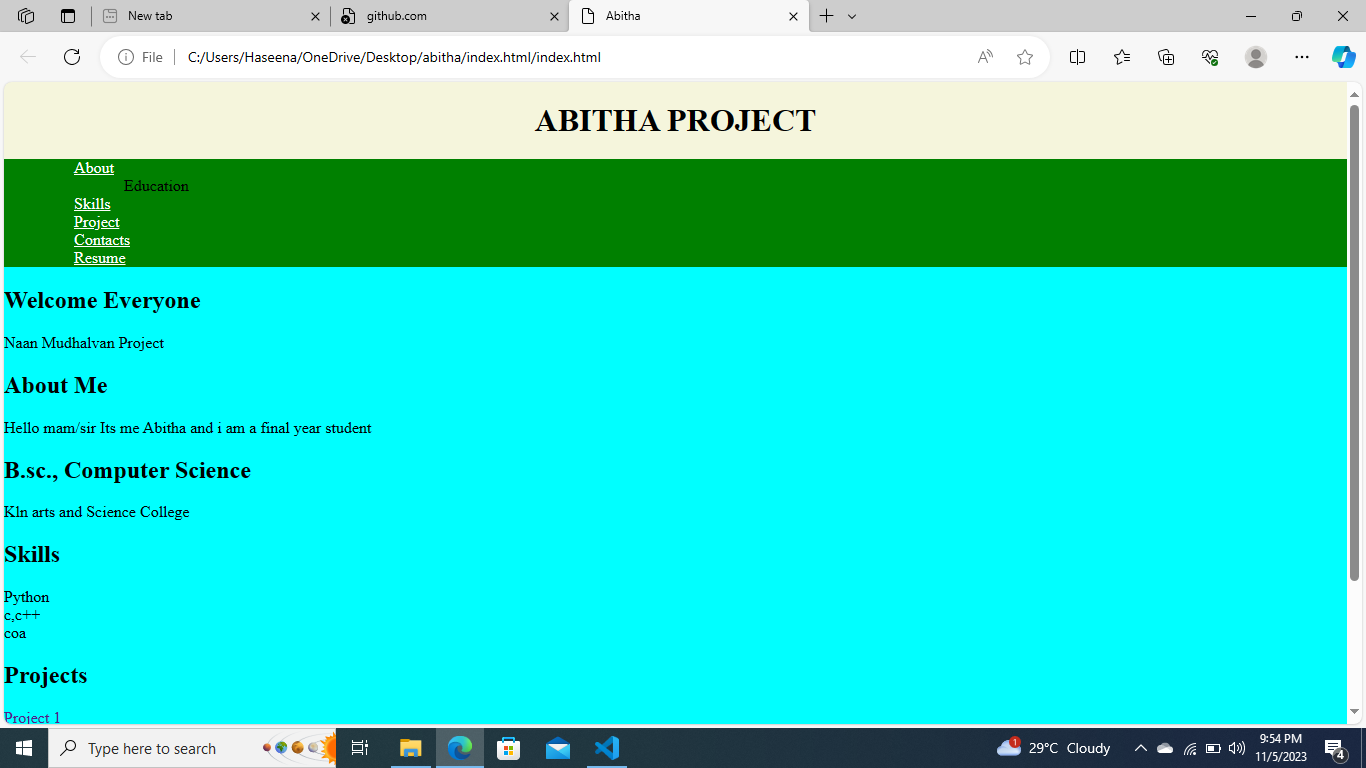 New tab
github.com
Abitha
File
C:/Users/Haseena/OneDrive/Desktop/abitha/index.html/index.html
ABITHA PROJECT
About
Education
Skills
Project
Contacts
Resume
Welcome Everyone
Naan Mudhalvan Project
About Me
Hello mam/sir Its me Abitha and i am a final year student
B.sc., Computer Science
Kln arts and Science College
Skills
Python
c,c++
coa
Projects
Project 1
Type here to search
1
29°C Cloudy
9:54 PM
11/5/2023
4